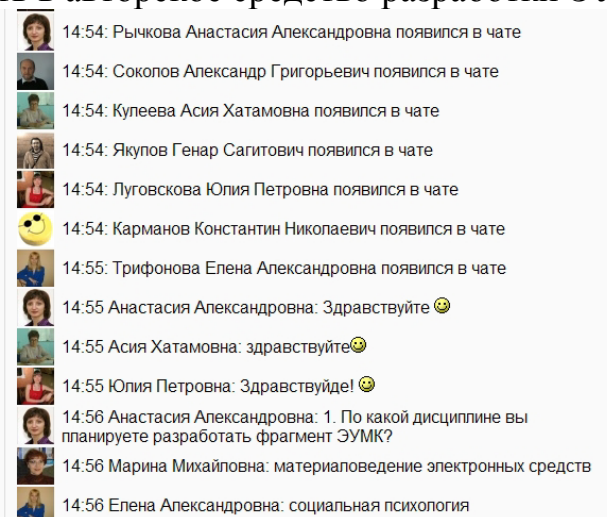 в авторское средство разработки
14:54: Рычкова Анастасия Александровна появился в чате
14:54: Соколов Александр Григорьевич появился в чате
14:54: Кулеева Асия Хатамовна появился в чате
14:54: Якупов Генар Сагитович появился в чате
14:54: Луговскова Юлия Петровна появился в чате
14:54: Карманов Константин Николаевич появился в чате
14:55: Трифонова Елена Александровна появился в чате
14:55 Анастасия Александровна: Здравствуйте
14:55 Асия Хатамовна: здравствуйте
14:55 Юлия Петровна: Здравствуйде!
14:56 Анастасия Александровна: 1. По какой дисциплине вы
планируете разработать фрагмент ЭУМК?
14:56 Марина Михайловна: материаловедение электронных средств
14:56 Елена Александровна: социальная психология